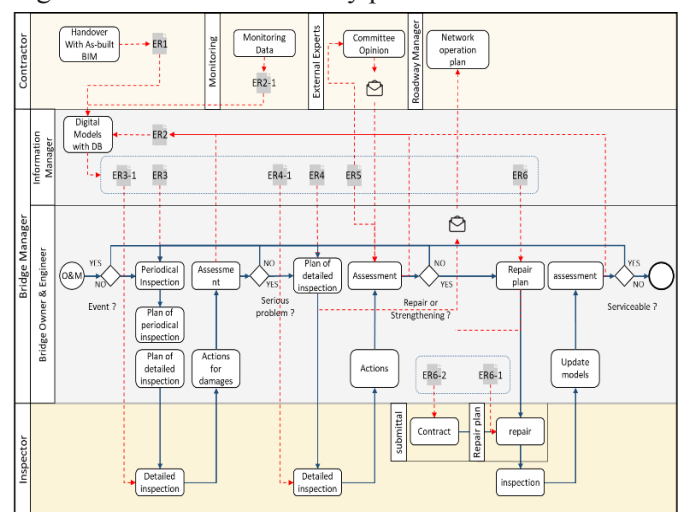 Contractor
Handover
With As-built
BIM
ER1
Monitoring
Monitoring
Data
ER2-1
External Experts
Committee
Opinion
Roadway Manager
Network
operation
plan
Bridge Manager
Information
Manager
Digital
Models
with DB
ER2
ER3-1
ER3
ER4-1
ER4
ER5
ER6
Bridge Owner & Engineer
O&M
YES
NO
Event ?
Periodical
Inspection
Plan of
periodical
inspection
Plan of
detailed
inspection
Assessme
nt
Actions
for
damages
NO
YES
Serious
problem ?
Plan of
detailed
inspection
Assessment
Actions
NO
YES
Repair or
Strengthening ?
Repair
plan
ER6-2
ER6-1
assessment
Update
models
YES
NO
Serviceable ?
Inspector
Detailed
inspection
Detailed
inspection
submittal
Contract
Repair plan
repair
inspection